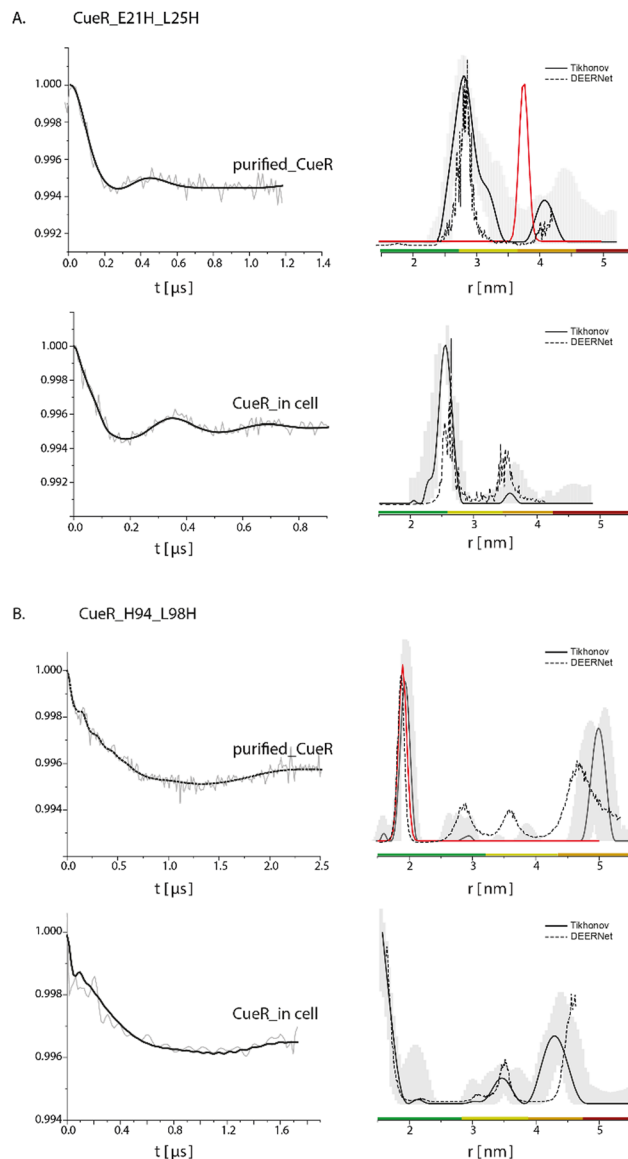 A. CueR_E21H_L25H
1.000
0.998
0.996
0.994
0.992
purified_CueR
0.0 0.2 0.4 0.6 0.8 1.0 1.2 1.4
t [µs]
Tikhonov
DEERNet
2 3 4 5
r [nm]
1.000
0.998
0.996
0.994
0.992
CueR_in cell
0.0 0.2 0.4 0.6 0.8
t [µs]
Tikhonov
DEERNet
2 3 4 5
r [nm]
B. CueR_H94_L98H
1.000
0.998
0.996
0.994
purified_CueR
0.0 0.5 1.0 1.5 2.0 2.5
t [µs]
Tikhonov
DEERNet
2 3 4 5
r [nm]
1.000
0.998
0.996
0.994
CueR_in cell
0.0 0.4 0.8 1.2 1.6
t [µs]
Tikhonov
DEERNet
2 3 4 5
r [nm]